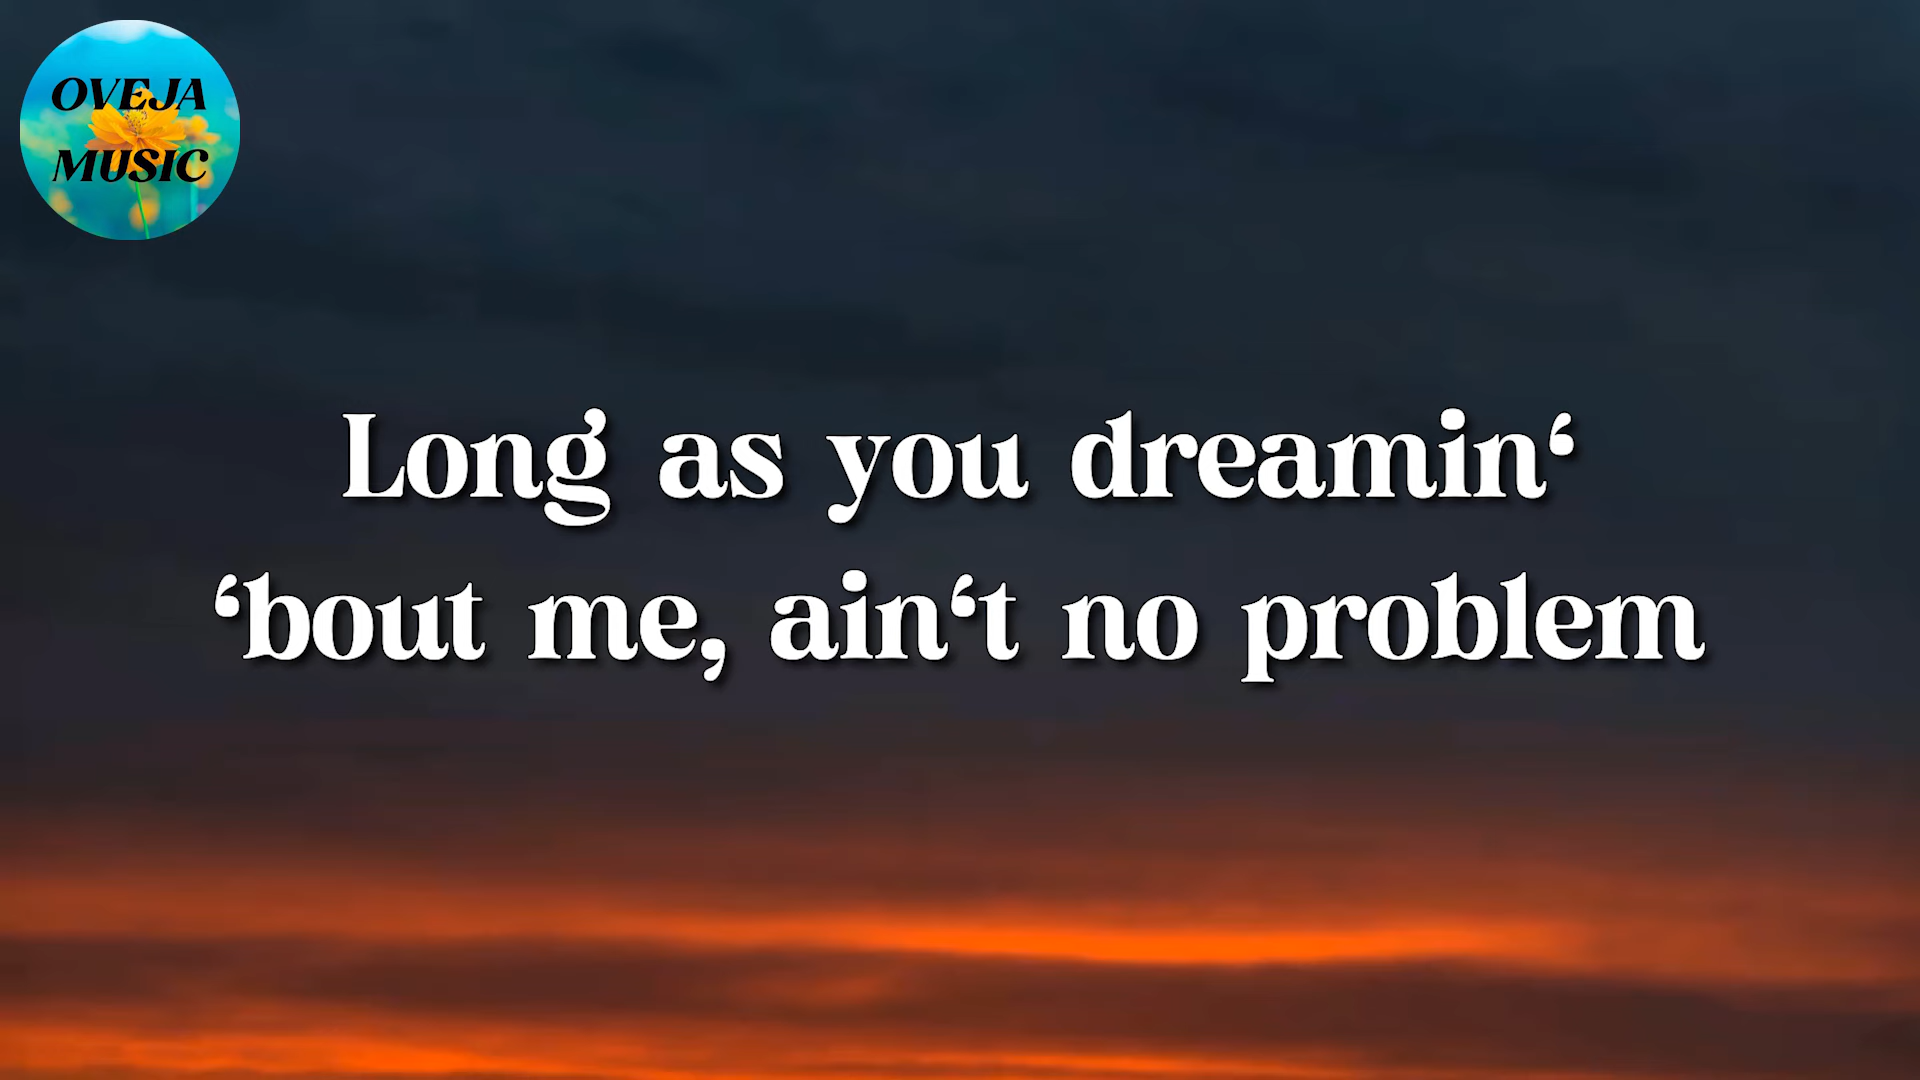 OVEJA
MUSIC
Long as you dreamin‘
‘bout me, ain‘t no problem